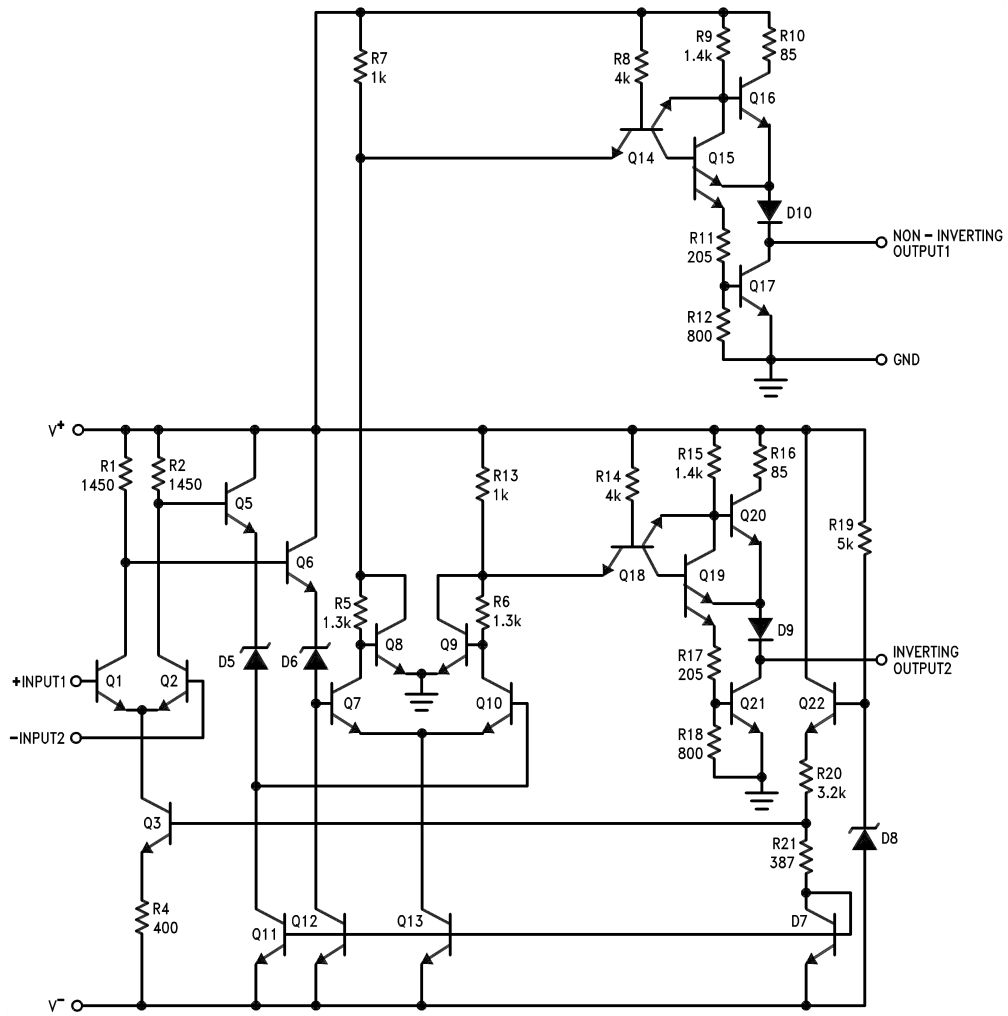 R7
1k
R8
4k
R9
1.4k
R10
85
Q16
Q14
Q15
D10
R11
205
NON – INVERTING
OUTPUT1
Q17
R12
800
GND
V+
R1
1450
R2
1450
Q5
R13
1k
R14
4k
R15
1.4k
R16
85
Q20
R19
5k
Q6
Q18
Q19
R5
1.3k
R6
1.3k
Q8
Q9
D9
D5
D6
R17
205
INVERTING
OUTPUT2
+INPUT1
Q1
Q2
Q7
Q10
Q21
Q22
–INPUT2
R18
800
R20
3.2k
Q3
D8
R21
387
R4
400
Q11
Q12
Q13
D7
V–